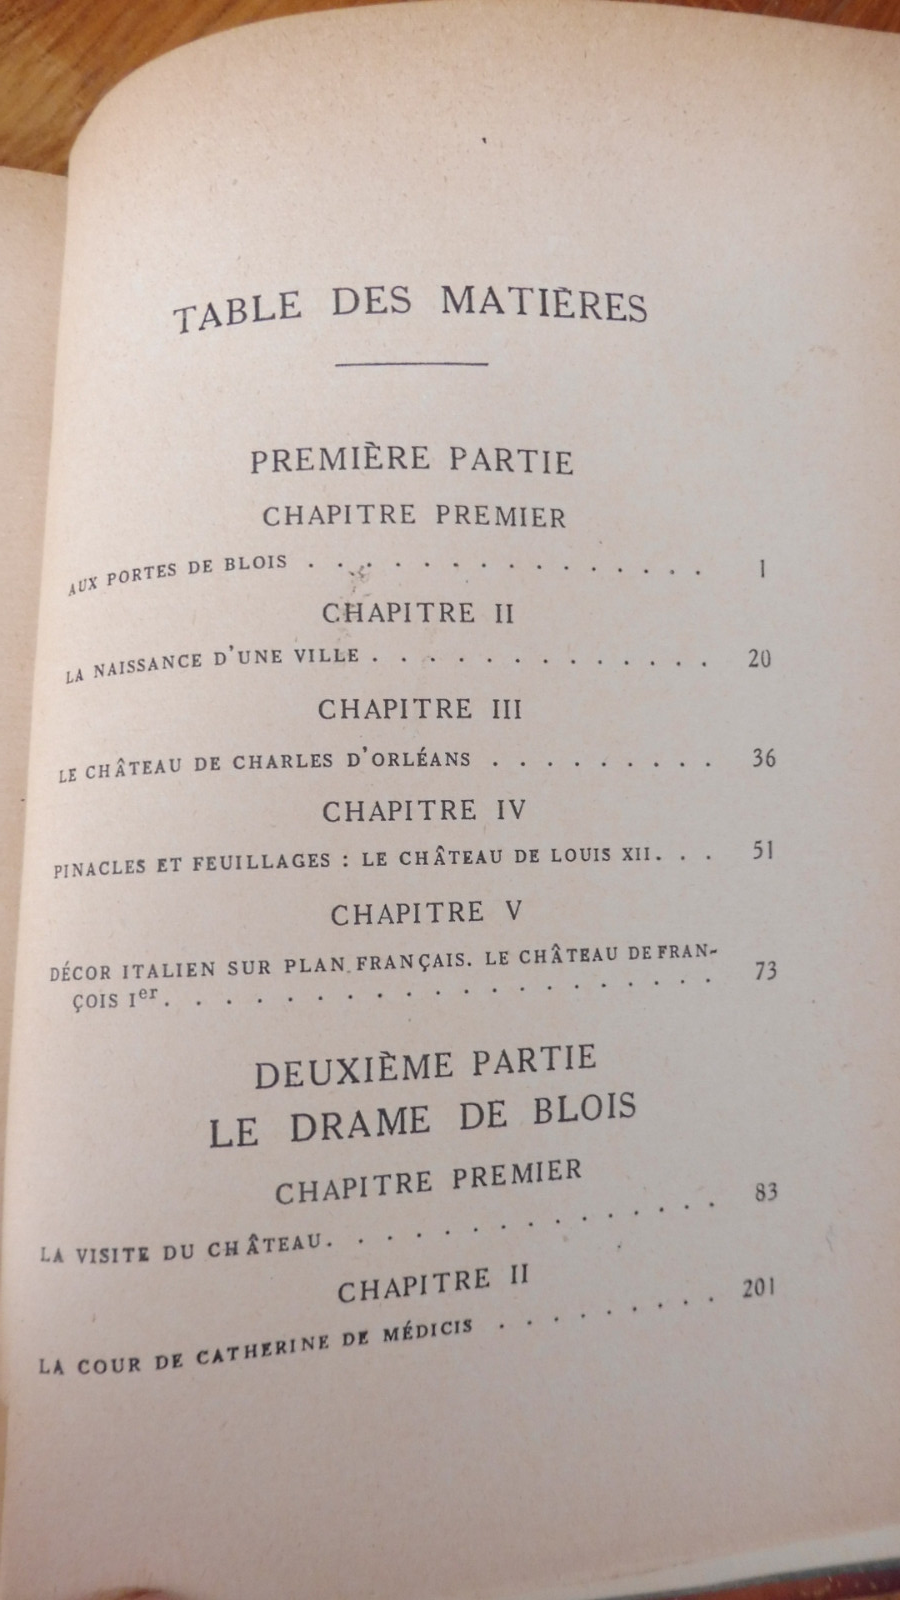 TABLE DES MATIÈRES
PREMIÈRE PARTIE
CHAPITRE PREMIER
AUX PORTES DE BLOIS . . . . . . . . . . . . . . . 1
CHAPITRE II
LA NAISSANCE D'UNE VILLE . . . . . . . . . . . . . 20
CHAPITRE III
LE CHÂTEAU DE CHARLES D'ORLÉANS . . . . . . . . . 36
CHAPITRE IV
PINACLES ET FEUILLAGES : LE CHÂTEAU DE LOUIS XII. . . 51
CHAPITRE V
DÉCOR ITALIEN SUR PLAN FRANÇAIS. LE CHÂTEAU DE FRAN-
ÇOIS Ier. . . . . . . . . . . . . . . . . . . 73
DEUXIÈME PARTIE
LE DRAME DE BLOIS
CHAPITRE PREMIER
LA VISITE DU CHÂTEAU. . . . . . . . . . . . . . 83
CHAPITRE II
LA COUR DE CATHERINE DE MÉDICIS . . . . . . . . . 201